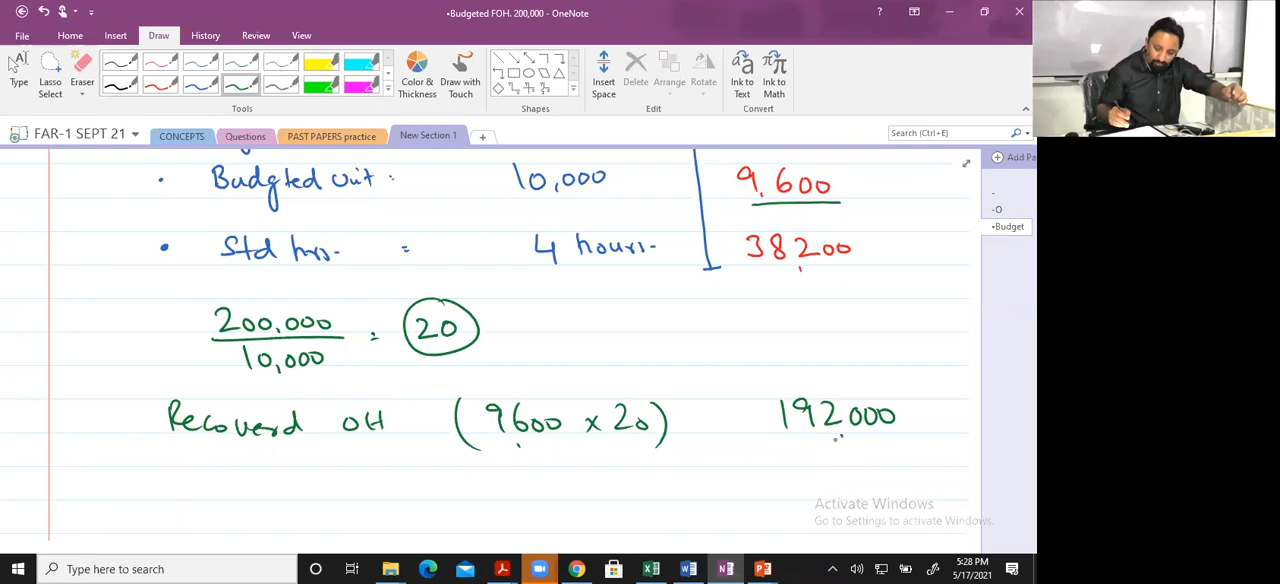 •Budgeted FOH. 200,000 - OneNote
File Home Insert Draw History Review View
Type Lasso Select Eraser Color & Thickness Draw with Touch Insert Space Delete Arrange Rotate Ink to Text Ink to Math
Tools Shapes Edit Convert
FAR-1 SEPT 21 CONCEPTS Questions PAST PAPERS practice New Section 1 Search (Ctrl+E)
Add Pa
-
-O
•Budget
• Budgted Unit: 10,000 9,600
• Std hrs. = 4 hours. 38200
200,000
10,000
= 20
Recoverd OH (9600 x 20) 192000
Activate Windows
Go to Settings to activate Windows.
Type here to search
5:28 PM
5/17/2021